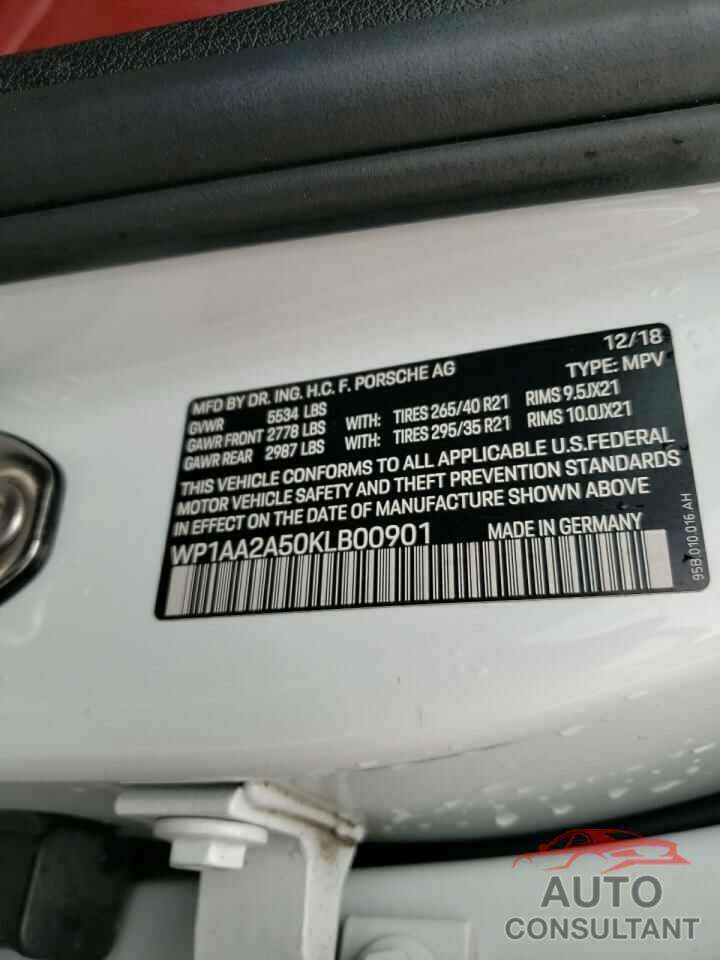 12/18
MFD BY DR. ING. H.C. F. PORSCHE AG TYPE: MPV
GVWR 5534 LBS
GAWR FRONT 2778 LBS WITH: TIRES 265/40 R21 RIMS 9.5JX21
GAWR REAR 2987 LBS WITH: TIRES 295/35 R21 RIMS 10.0JX21
THIS VEHICLE CONFORMS TO ALL APPLICABLE U.S.FEDERAL
MOTOR VEHICLE SAFETY AND THEFT PREVENTION STANDARDS
IN EFFECT ON THE DATE OF MANUFACTURE SHOWN ABOVE
WP1AA2A50KLB00901 MADE IN GERMANY
95B.010.016.AH
AUTO
CONSULTANT